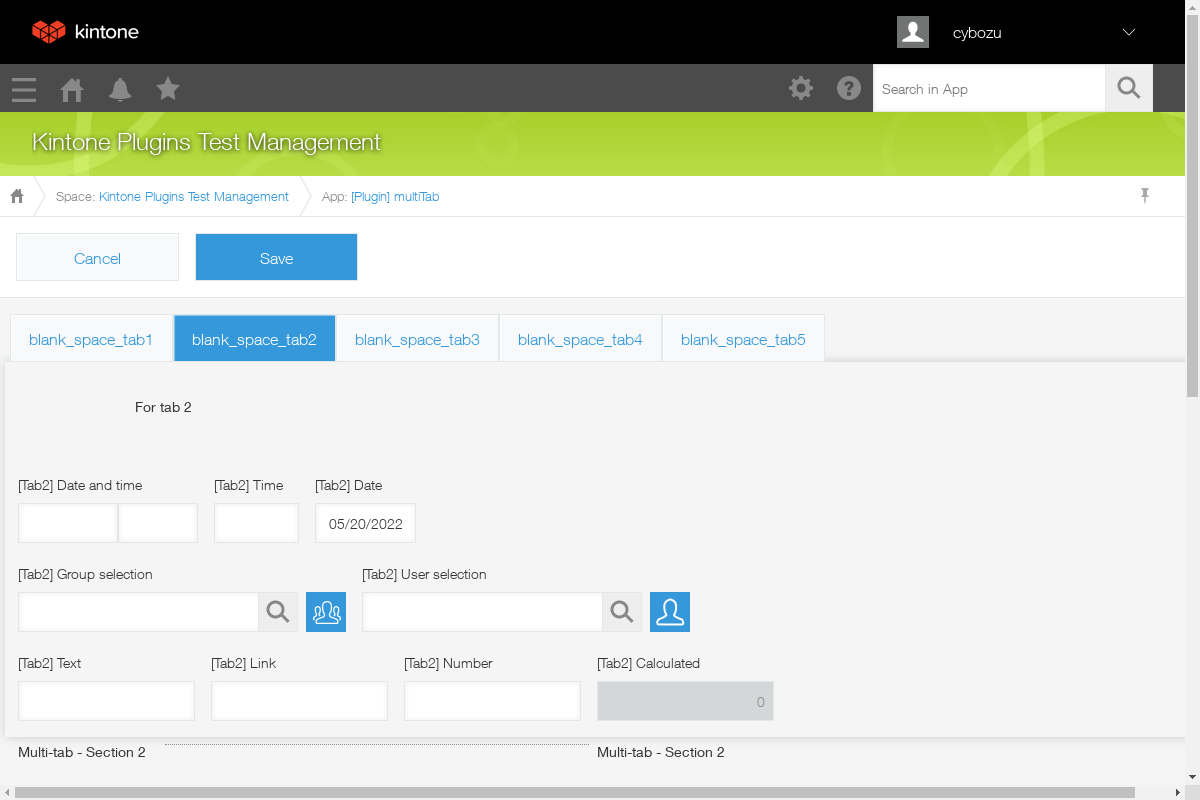 kintone
cybozu
Search in App
Kintone Plugins Test Management
Space: Kintone Plugins Test Management
App: [Plugin] multiTab
Cancel
Save
blank_space_tab1
blank_space_tab2
blank_space_tab3
blank_space_tab4
blank_space_tab5
For tab 2
[Tab2] Date and time
[Tab2] Time
[Tab2] Date
05/20/2022
[Tab2] Group selection
[Tab2] User selection
[Tab2] Text
[Tab2] Link
[Tab2] Number
[Tab2] Calculated
0
Multi-tab - Section 2
Multi-tab - Section 2